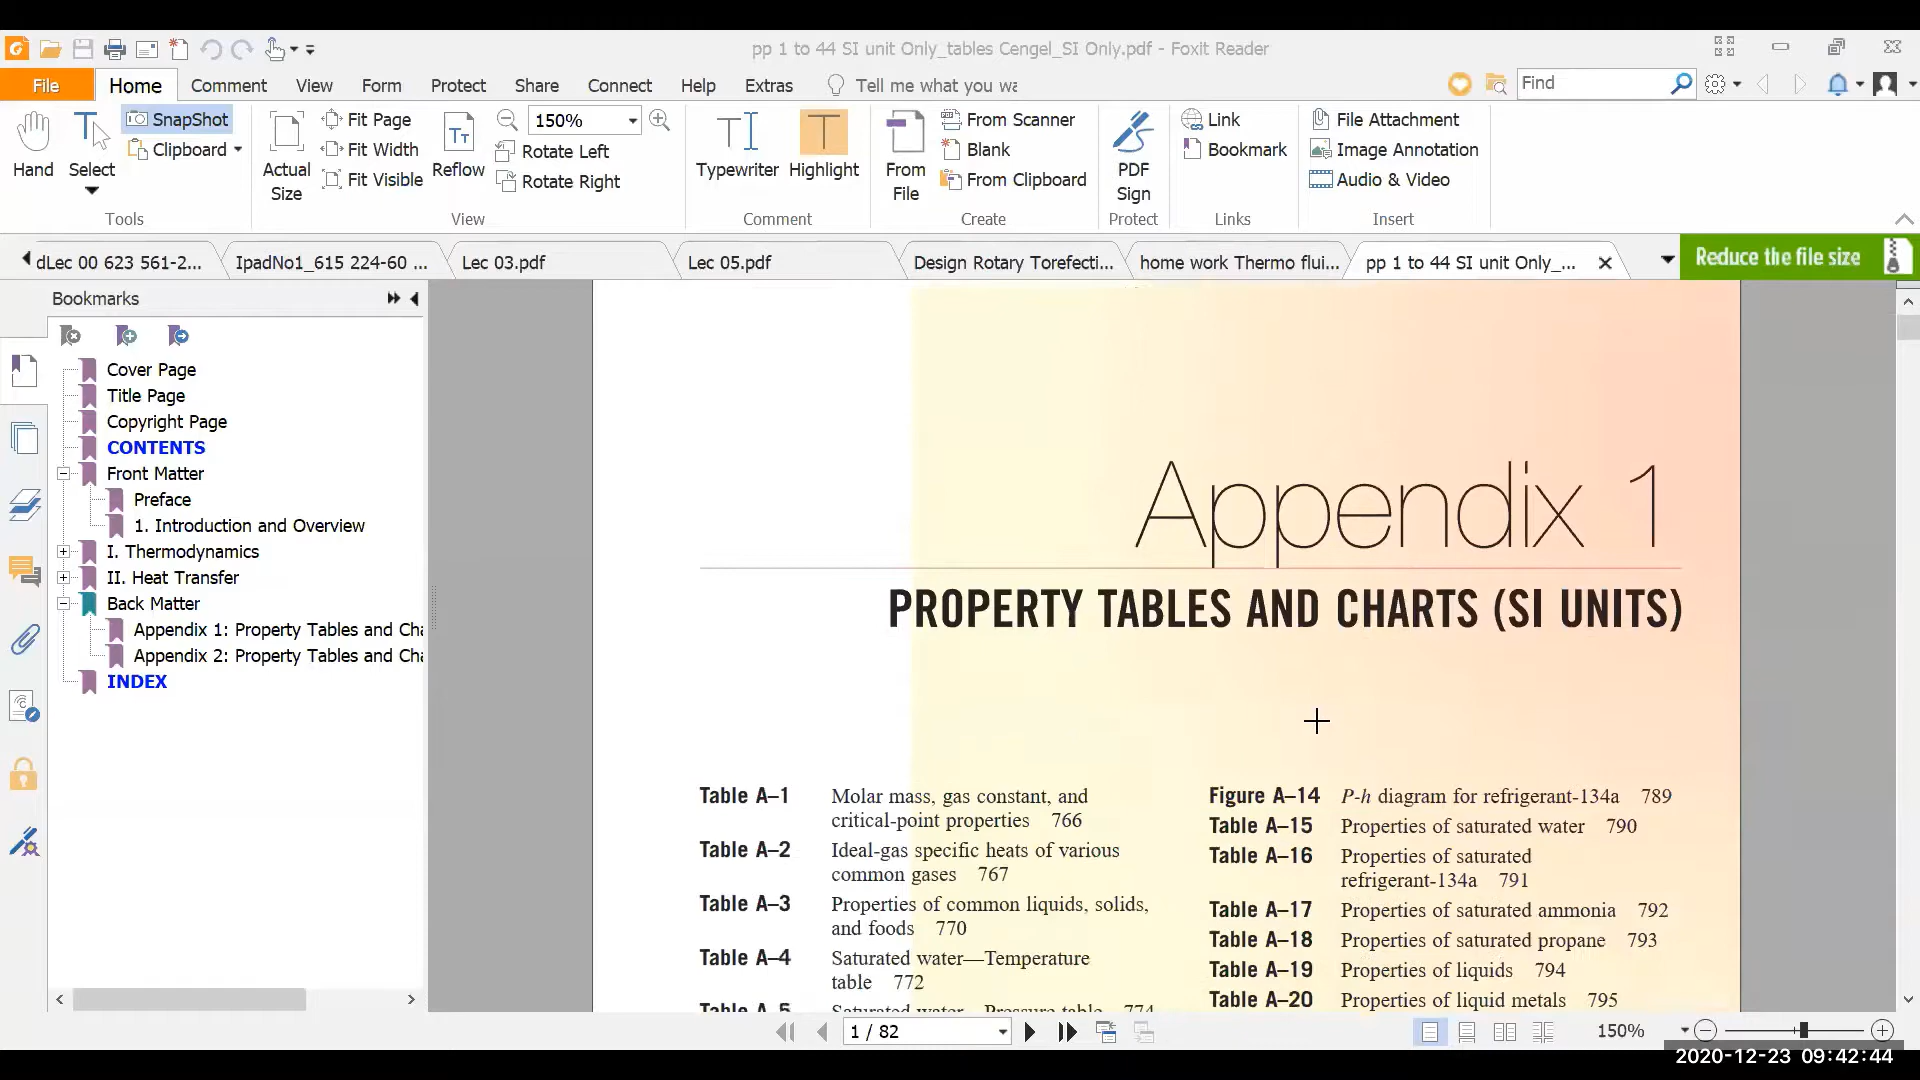 pp 1 to 44 SI unit Only_tables Cengel_SI Only.pdf - Foxit Reader
File Home Comment View Form Protect Share Connect Help Extras Tell me what you wa Find
Hand
Select
SnapShot
Clipboard
Tools
Actual
Size
Fit Page
Fit Width
Fit Visible
Reflow
150%
Rotate Left
Rotate Right
View
Typewriter
Highlight
Comment
From
File
From Scanner
Blank
From Clipboard
Create
PDF
Sign
Protect
Link
Bookmark
Links
File Attachment
Image Annotation
Audio & Video
Insert
dLec 00 623 561-2... IpadNo1_615 224-60 ... Lec 03.pdf Lec 05.pdf Design Rotary Torefecti... home work Thermo flui... pp 1 to 44 SI unit Only_... Reduce the file size
Bookmarks
Cover Page
Title Page
Copyright Page
CONTENTS
Front Matter
Preface
1. Introduction and Overview
I. Thermodynamics
II. Heat Transfer
Back Matter
Appendix 1: Property Tables and Cha
Appendix 2: Property Tables and Cha
INDEX
Appendix 1
PROPERTY TABLES AND CHARTS (SI UNITS)
Table A–1 Molar mass, gas constant, and
critical-point properties 766
Table A–2 Ideal-gas specific heats of various
common gases 767
Table A–3 Properties of common liquids, solids,
and foods 770
Table A–4 Saturated water—Temperature
table 772
Table A–5 Saturated water—Pressure table 774
Figure A–14 P-h diagram for refrigerant-134a 789
Table A–15 Properties of saturated water 790
Table A–16 Properties of saturated
refrigerant-134a 791
Table A–17 Properties of saturated ammonia 792
Table A–18 Properties of saturated propane 793
Table A–19 Properties of liquids 794
Table A–20 Properties of liquid metals 795
1 / 82
150%
2020-12-23 09:42:44